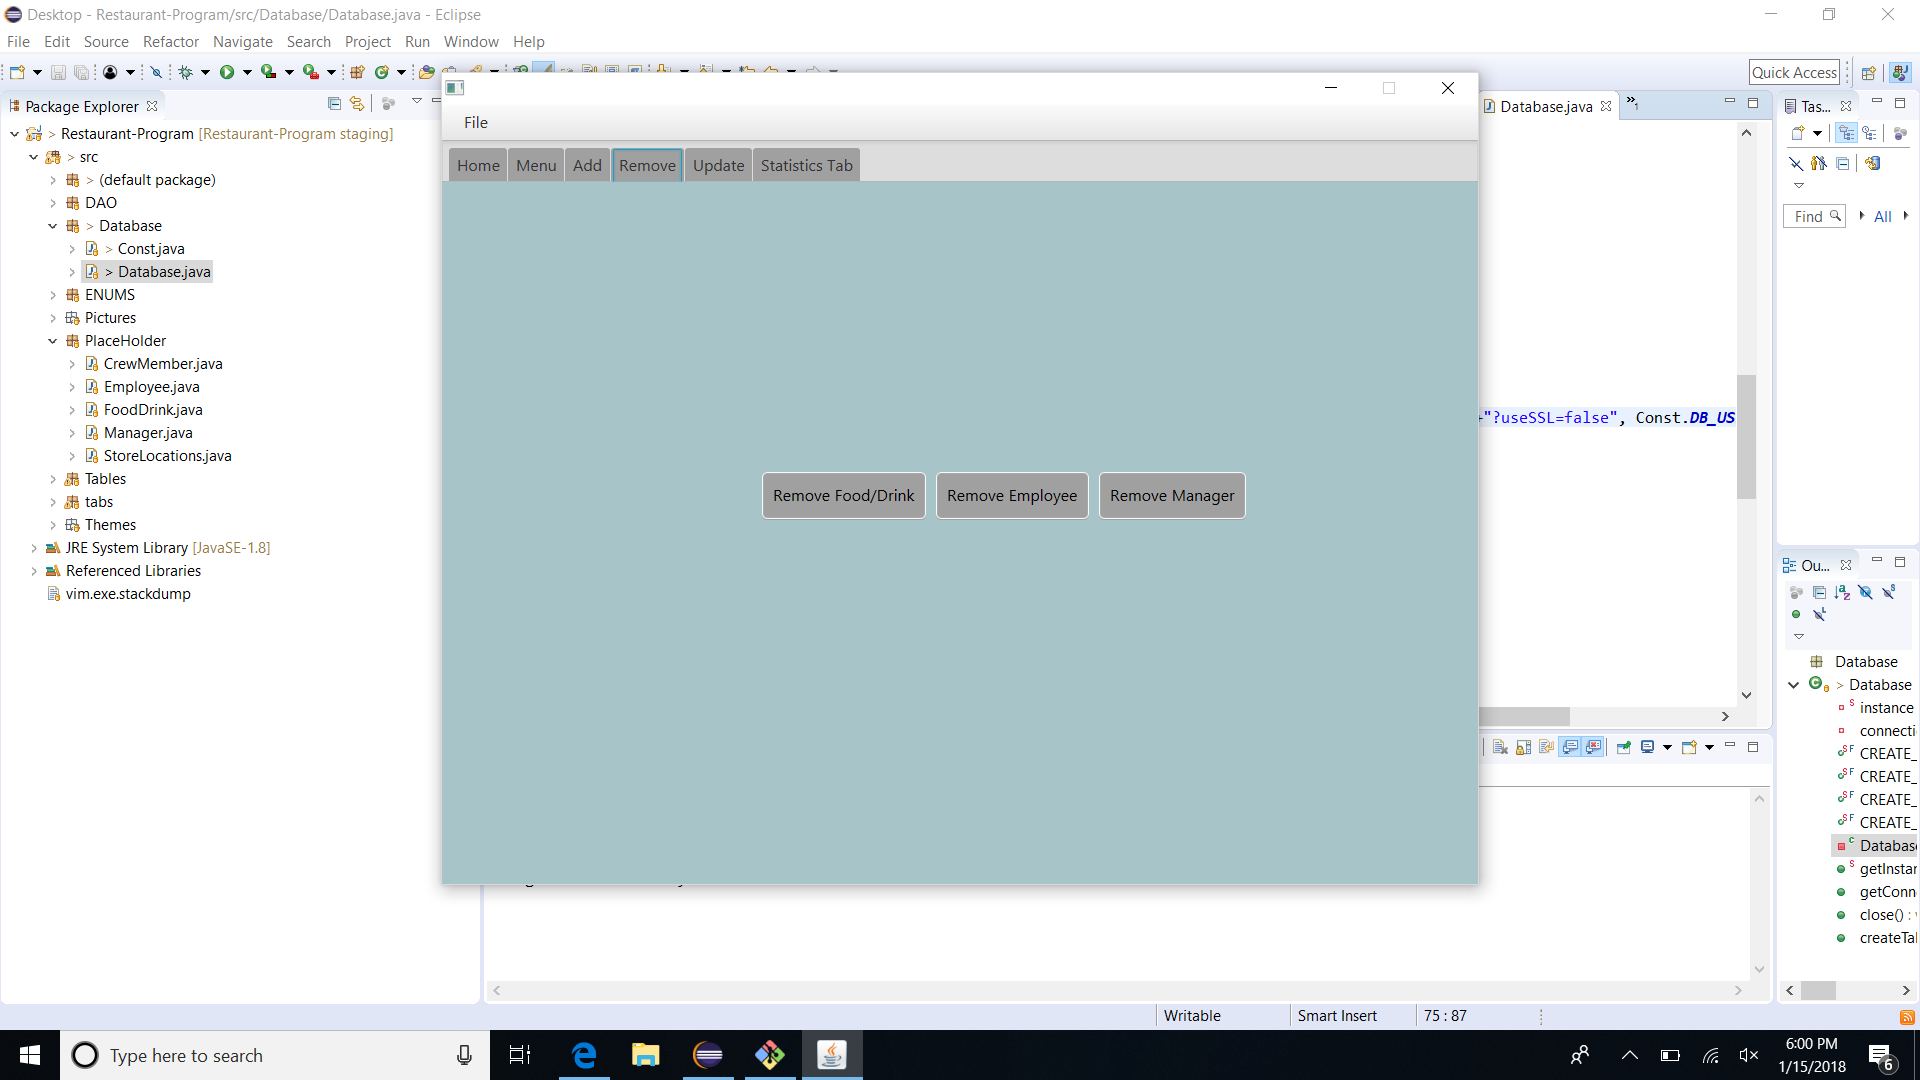 Desktop - Restaurant-Program/src/Database/Database.java - Eclipse
File Edit Source Refactor Navigate Search Project Run Window Help
Quick Access
Package Explorer
> Restaurant-Program [Restaurant-Program staging]
> src
> (default package)
DAO
> Database
> Const.java
> Database.java
ENUMS
Pictures
PlaceHolder
CrewMember.java
Employee.java
FoodDrink.java
Manager.java
StoreLocations.java
Tables
tabs
Themes
JRE System Library [JavaSE-1.8]
Referenced Libraries
vim.exe.stackdump
File
Home Menu Add Remove Update Statistics Tab
Remove Food/Drink Remove Employee Remove Manager
Database.java
»1
+"?useSSL=false", Const.DB_US
Tas...
Find All
Ou...
Database
> Database
instance
connecti
CREATE_
CREATE_
CREATE_
CREATE_
Databas
getInstar
getConn
close() :
createTal
Writable Smart Insert 75 : 87
Type here to search
6:00 PM
1/15/2018
6